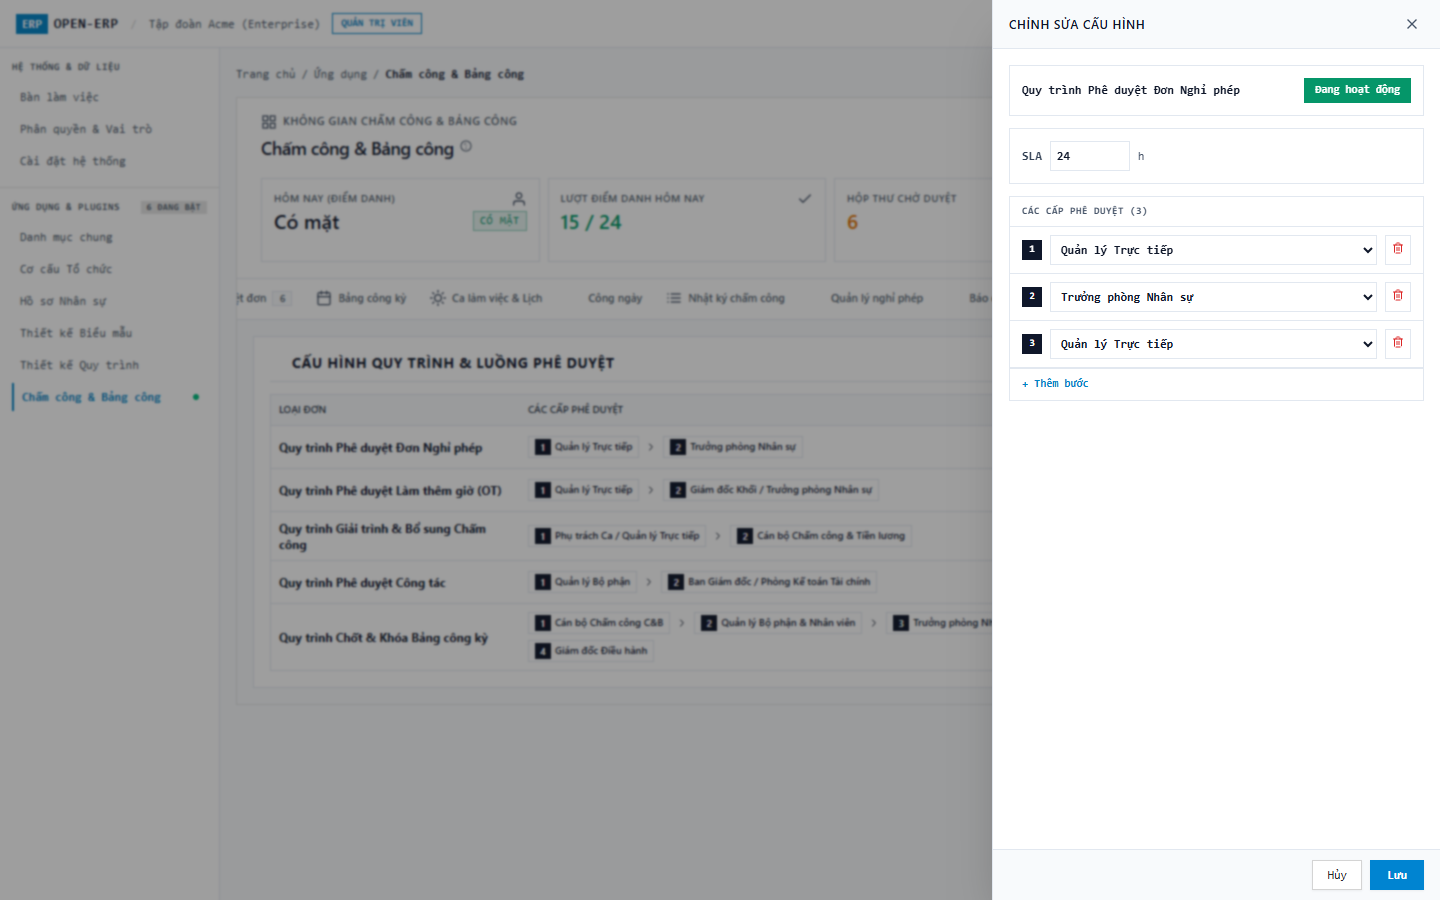 ERP OPEN-ERP / Tập đoàn Acme (Enterprise) QUẢN TRỊ VIÊN
HỆ THỐNG & DỮ LIỆU
Bàn làm việc
Phân quyền & Vai trò
Cài đặt hệ thống
ỨNG DỤNG & PLUGINS 6 ĐANG BẬT
Danh mục chung
Cơ cấu Tổ chức
Hồ sơ Nhân sự
Thiết kế Biểu mẫu
Thiết kế Quy trình
Chấm công & Bảng công
Trang chủ / Ứng dụng / Chấm công & Bảng công
KHÔNG GIAN CHẤM CÔNG & BẢNG CÔNG
Chấm công & Bảng công
HÔM NAY (ĐIỂM DANH)
Có mặt
CÓ MẶT
LƯỢT ĐIỂM DANH HÔM NAY
15 / 24
HỘP THƯ CHỜ DUYỆT
6
ệt đơn 6
Bảng công kỳ
Ca làm việc & Lịch
Công ngày
Nhật ký chấm công
Quản lý nghỉ phép
Báo
CẤU HÌNH QUY TRÌNH & LUỒNG PHÊ DUYỆT
LOẠI ĐƠN CÁC CẤP PHÊ DUYỆT
Quy trình Phê duyệt Đơn Nghỉ phép 1 Quản lý Trực tiếp > 2 Trưởng phòng Nhân sự
Quy trình Phê duyệt Làm thêm giờ (OT) 1 Quản lý Trực tiếp > 2 Giám đốc Khối / Trưởng phòng Nhân sự
Quy trình Giải trình & Bổ sung Chấm công 1 Phụ trách Ca / Quản lý Trực tiếp > 2 Cán bộ Chấm công & Tiền lương
Quy trình Phê duyệt Công tác 1 Quản lý Bộ phận > 2 Ban Giám đốc / Phòng Kế toán Tài chính
Quy trình Chốt & Khóa Bảng công kỳ 1 Cán bộ Chấm công C&B > 2 Quản lý Bộ phận & Nhân viên > 3 Trưởng phòng NH
4 Giám đốc Điều hành
CHỈNH SỬA CẤU HÌNH
Quy trình Phê duyệt Đơn Nghỉ phép Đang hoạt động
SLA 24 h
CÁC CẤP PHÊ DUYỆT (3)
1 Quản lý Trực tiếp
2 Trưởng phòng Nhân sự
3 Quản lý Trực tiếp
+ Thêm bước
Hủy Lưu